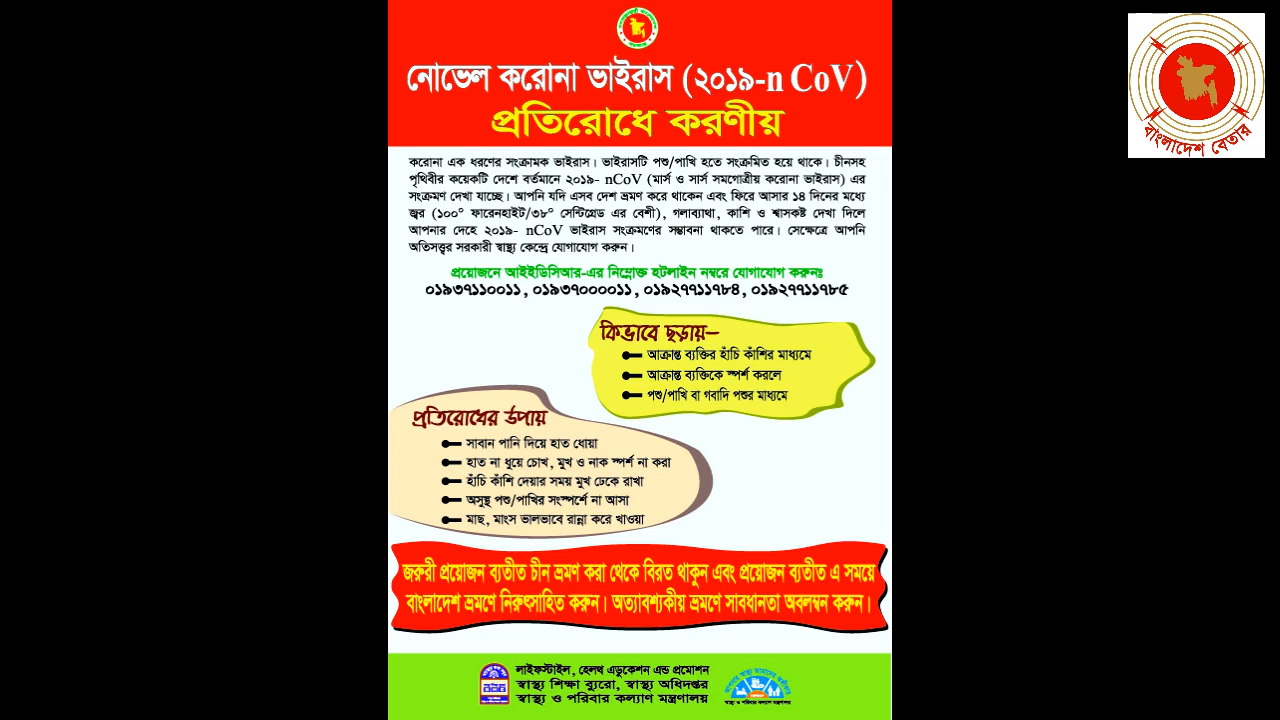 নোভেল করোনা ভাইরাস (২০১৯-n CoV)
প্রতিরোধে করণীয়
করোনা এক ধরণের সংক্রামক ভাইরাস। ভাইরাসটি পশু/পাখি হতে সংক্রমিত হয়ে থাকে। চীনসহ
পৃথিবীর কয়েকটি দেশে বর্তমানে ২০১৯- nCoV (মার্স ও সার্স সমগোত্রীয় করোনা ভাইরাস) এর
সংক্রমণ দেখা যাচ্ছে। আপনি যদি এসব দেশ ভ্রমণ করে থাকেন এবং ফিরে আসার ১৪ দিনের মধ্যে
জ্বর (১০০° ফারেনহাইট/৩৮° সেন্টিগ্রেড এর বেশী), গলাব্যাথা, কাশি ও শ্বাসকষ্ট দেখা দিলে
আপনার দেহে ২০১৯- nCoV ভাইরাস সংক্রমণের সম্ভাবনা থাকতে পারে। সেক্ষেত্রে আপনি
অতিসত্ত্বর সরকারী স্বাস্থ্য কেন্দ্রে যোগাযোগ করুন।
প্রয়োজনে আইইডিসিআর-এর নিম্নোক্ত হটলাইন নম্বরে যোগাযোগ করুনঃ
০১৯৩৭১১০০১১, ০১৯৩৭০০০০১১, ০১৯২৭৭১১৭৮৪, ০১৯২৭৭১১৭৮৫
কিভাবে ছড়ায়–
আক্রান্ত ব্যক্তির হাঁচি কাঁশির মাধ্যমে
আক্রান্ত ব্যক্তিকে স্পর্শ করলে
পশু/পাখি বা গবাদি পশুর মাধ্যমে
প্রতিরোধের উপায়
সাবান পানি দিয়ে হাত ধোয়া
হাত না ধুয়ে চোখ, মুখ ও নাক স্পর্শ না করা
হাঁচি কাঁশি দেয়ার সময় মুখ ঢেকে রাখা
অসুস্থ পশু/পাখির সংস্পর্শে না আসা
মাছ, মাংস ভালভাবে রান্না করে খাওয়া
জরুরী প্রয়োজন ব্যতীত চীন ভ্রমণ করা থেকে বিরত থাকুন এবং প্রয়োজন ব্যতীত এ সময়ে
বাংলাদেশ ভ্রমণে নিরুৎসাহিত করুন। অত্যাবশ্যকীয় ভ্রমণে সাবধানতা অবলম্বন করুন।
লাইফস্টাইল, হেলথ এডুকেশন এন্ড প্রমোশন
স্বাস্থ্য শিক্ষা ব্যুরো, স্বাস্থ্য অধিদপ্তর
স্বাস্থ্য ও পরিবার কল্যাণ মন্ত্রণালয়
স্বাস্থ্য ও পরিবার কল্যাণ মন্ত্রণালয়
বাংলাদেশ বেতার